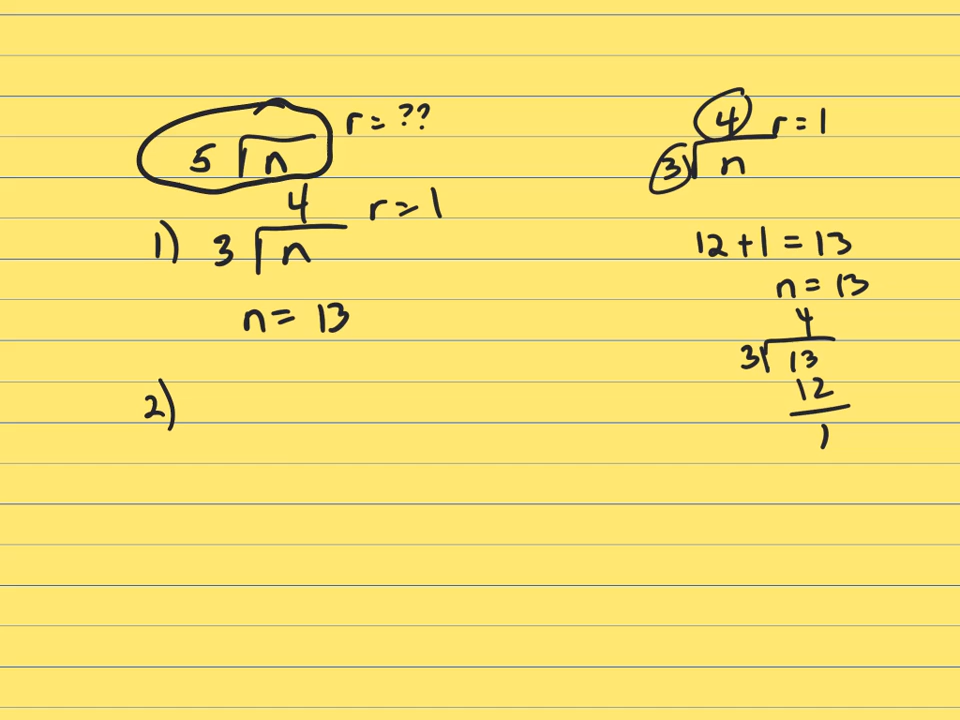 5 n r = ??
1) 3 n 4 r = 1
n = 13
2)
4 r = 1
3 n
12 + 1 = 13
n = 13
4
3 13
12
1